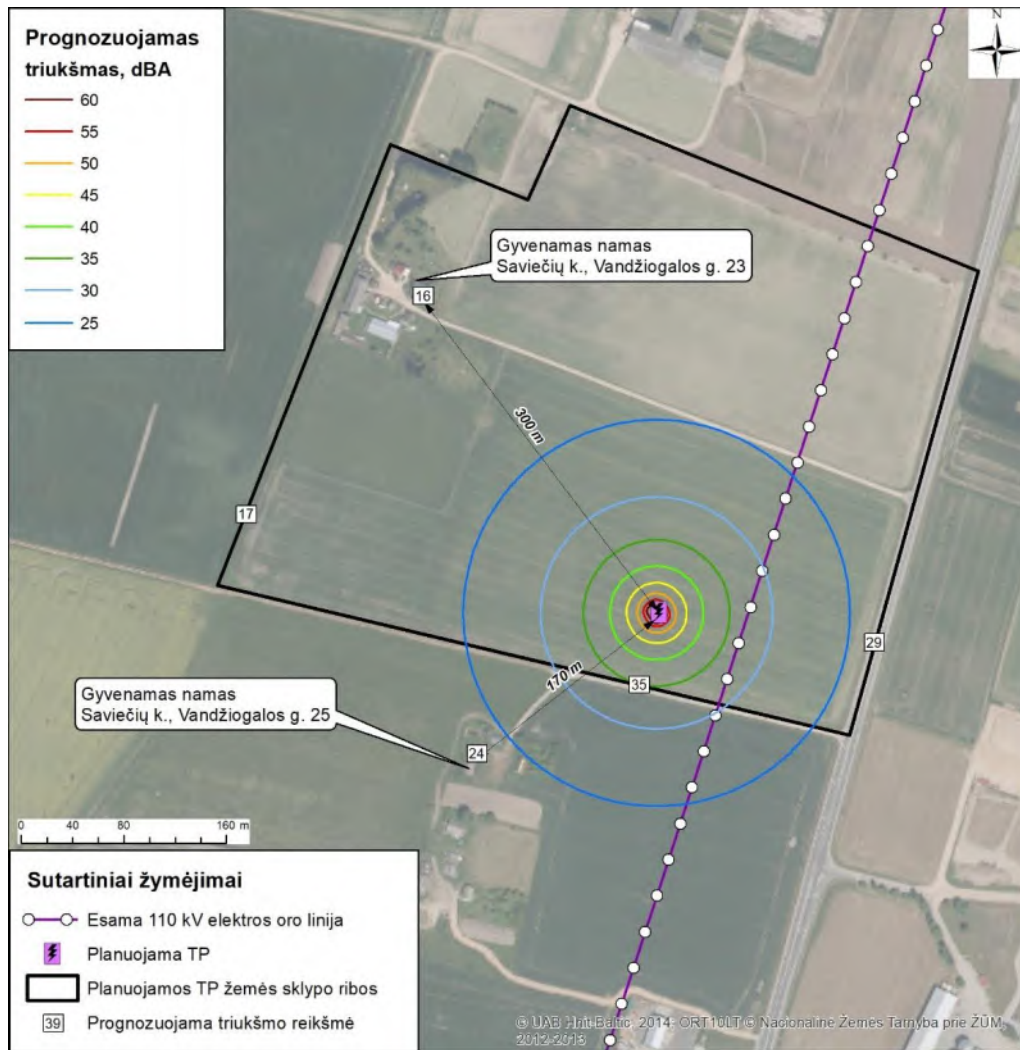 Prognozuojamas
triukšmas, dBA
60
55
50
45
40
35
30
25
N
Gyvenamas namas
Saviečių k., Vandžiogalos g. 23
16
300 m
17
29
170 m
35
Gyvenamas namas
Saviečių k., Vandžiogalos g. 25
24
0 40 80 160 m
Sutartiniai žymėjimai
Esama 110 kV elektros oro linija
Planuojama TP
Planuojamos TP žemės sklypo ribos
39 Prognozuojama triukšmo reikšmė
© UAB Hnit-Baltic, 2014; ORT10LT © Nacionalinė Žemės Tarnyba prie ŽŪM,
2012-2013